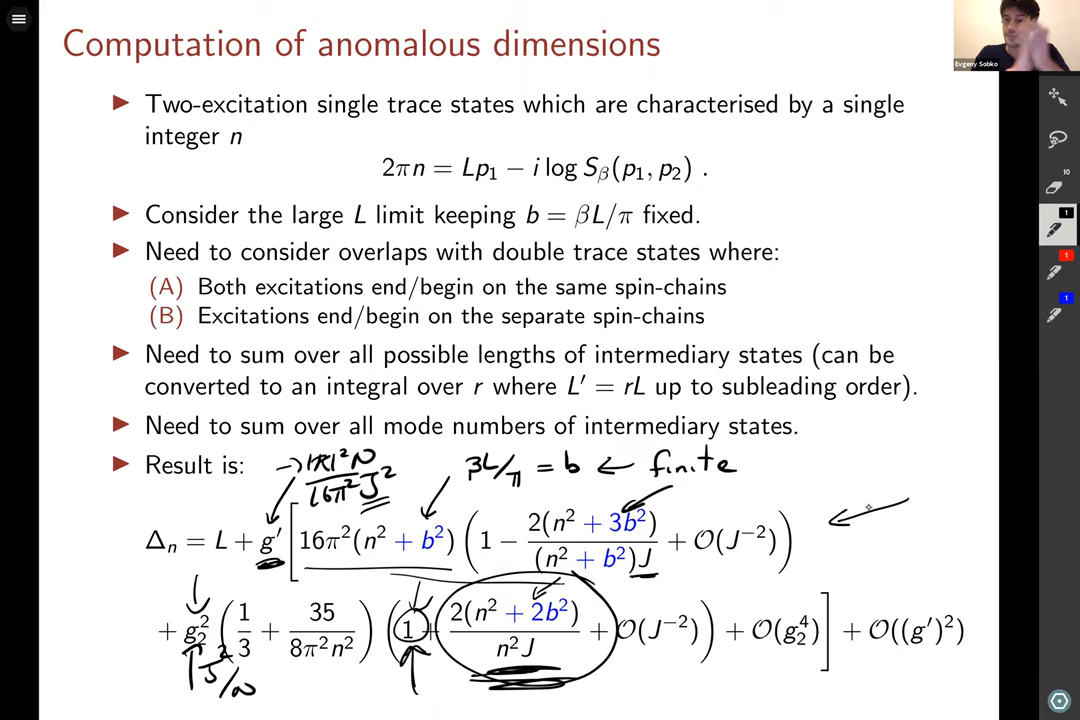 Computation of anomalous dimensions
Evgeny Sobko
▶ Two-excitation single trace states which are characterised by a single
integer n
2πn = Lp₁ − i log S_β(p₁, p₂) .
▶ Consider the large L limit keeping b = βL/π fixed.
▶ Need to consider overlaps with double trace states where:
(A) Both excitations end/begin on the same spin-chains
(B) Excitations end/begin on the separate spin-chains
▶ Need to sum over all possible lengths of intermediary states (can be
converted to an integral over r where L′ = rL up to subleading order).
▶ Need to sum over all mode numbers of intermediary states.
▶ Result is:
βL/π = b ← finite
Δₙ = L + g′ [ 16π²(n² + b²) ( 1 − 2(n² + 3b²) / (n² + b²)J + O(J⁻²) )
+ g₂² ( 1/3 + 35 / 8π²n² ) ( 1 + 2(n² + 2b²) / n²J + O(J⁻²) ) + O(g₂⁴) ] + O((g′)²)
J²/N
10
1
1
1